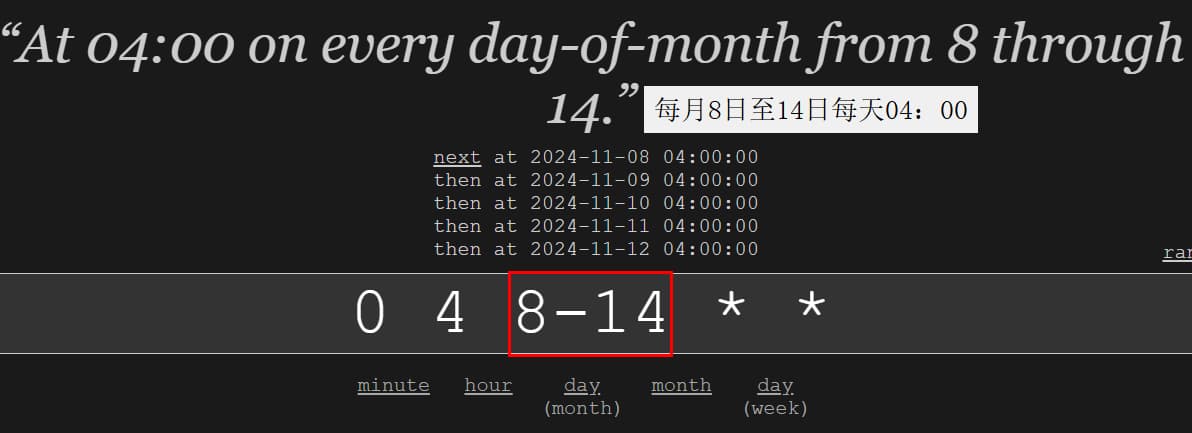 “At 04:00 on every day-of-month from 8 through
14.”
每月8日至14日每天04：00
next at 2024-11-08 04:00:00
then at 2024-11-09 04:00:00
then at 2024-11-10 04:00:00
then at 2024-11-11 04:00:00
then at 2024-11-12 04:00:00
0 4 8-14 * *
minute hour day month day
(month) (week)